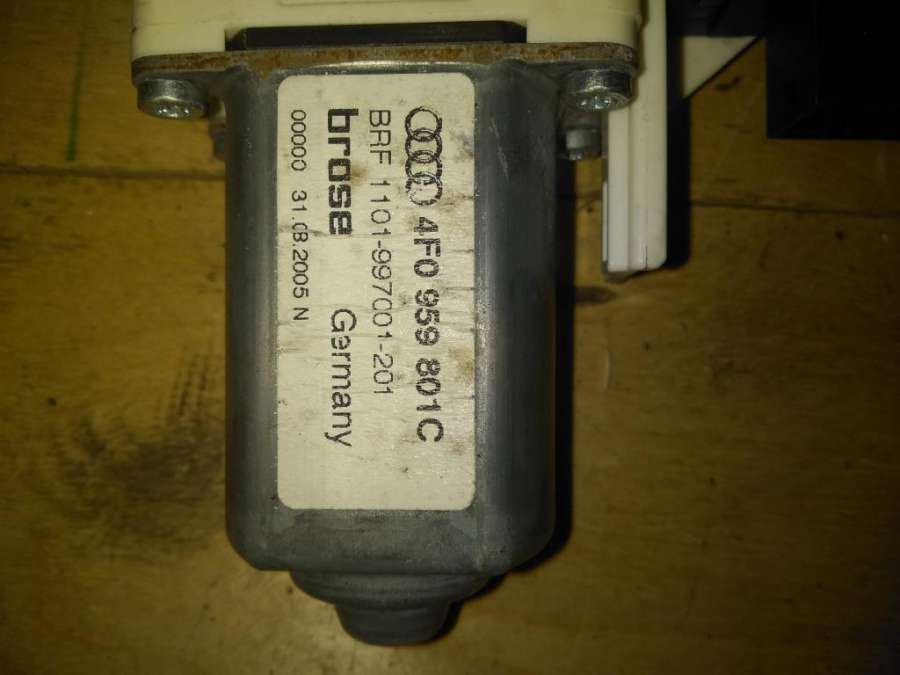 4F0 959 801C
BRF 1101-997001-201
brose Germany
00000 31.08.2005 N